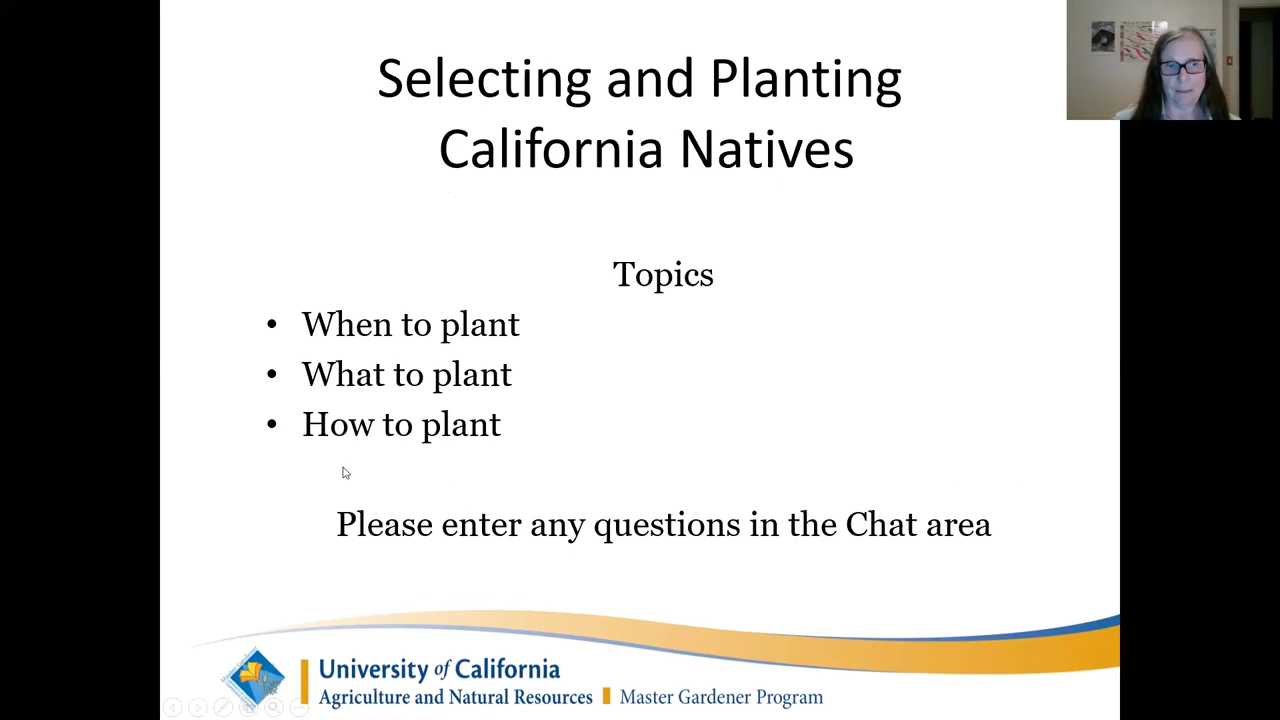 Selecting and Planting
California Natives
Topics
• When to plant
• What to plant
• How to plant
Please enter any questions in the Chat area
University of California
Agriculture and Natural Resources Master Gardener Program